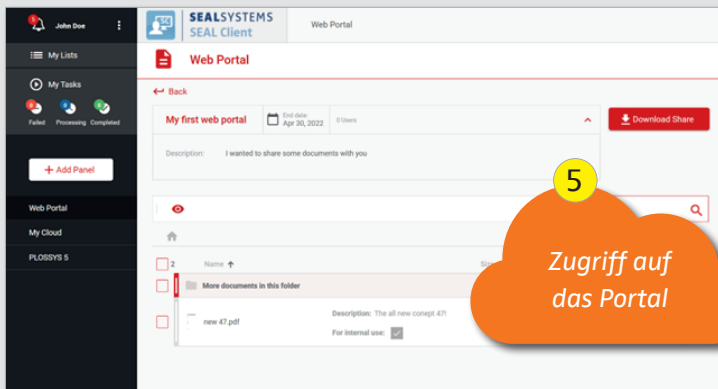 5
John Doe
My Lists
My Tasks
Failed Processing Completed
+ Add Panel
Web Portal
My Cloud
PLOSSYS 5
SEALSYSTEMS
SEAL Client
Web Portal
Web Portal
Back
My first web portal
End date:
Apr 30, 2022
0 Users
Download Share
Description: I wanted to share some documents with you
5
Zugriff auf
das Portal
2 Name
More documents in this folder
new 4?.pdf
Description: The all new conept 4?!
For internal use: